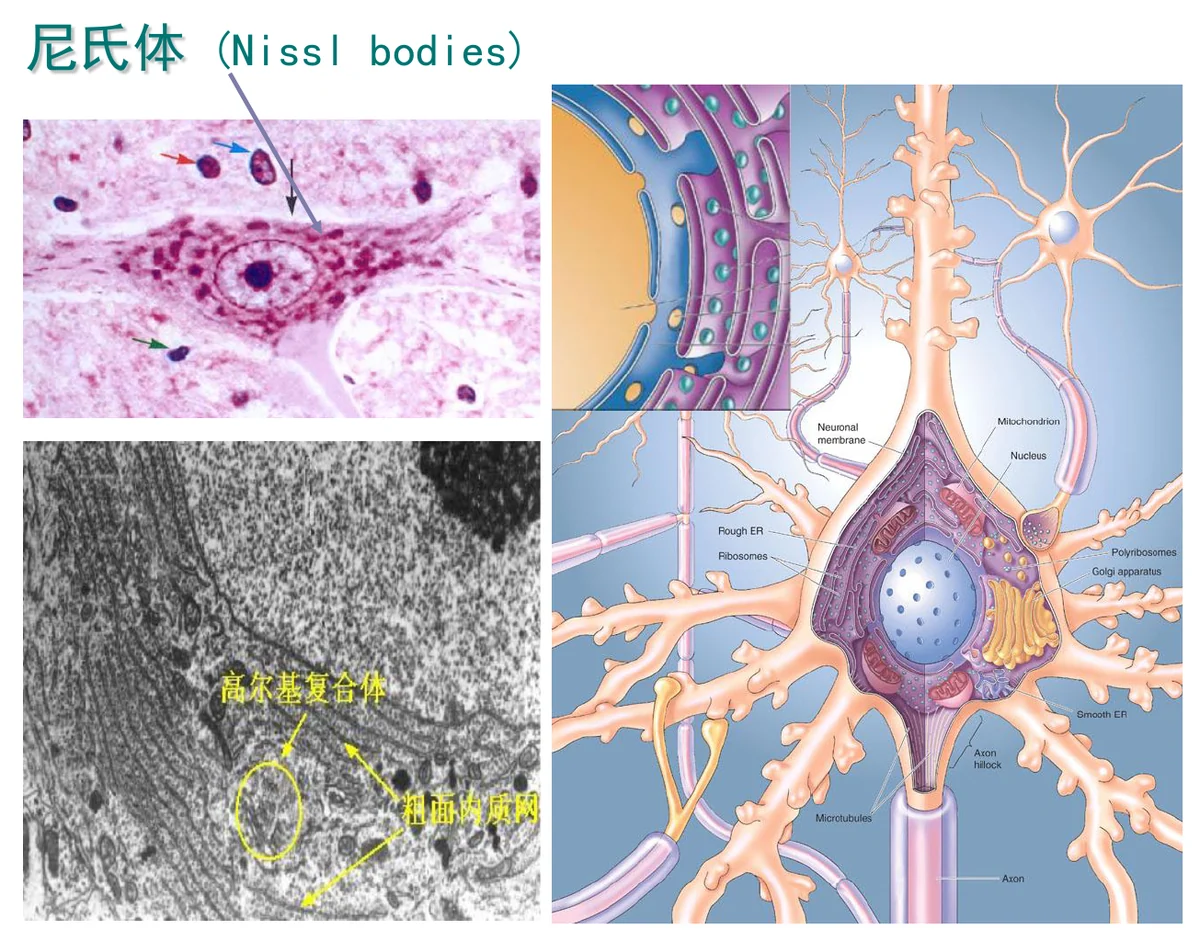 尼氏体 (Nissl bodies)
高尔基复合体
粗面内质网
Neuronal
membrane
Mitochondrion
Nucleus
Rough ER
Ribosomes
Polyribosomes
Golgi apparatus
Smooth ER
Axon
hillock
Microtubules
Axon